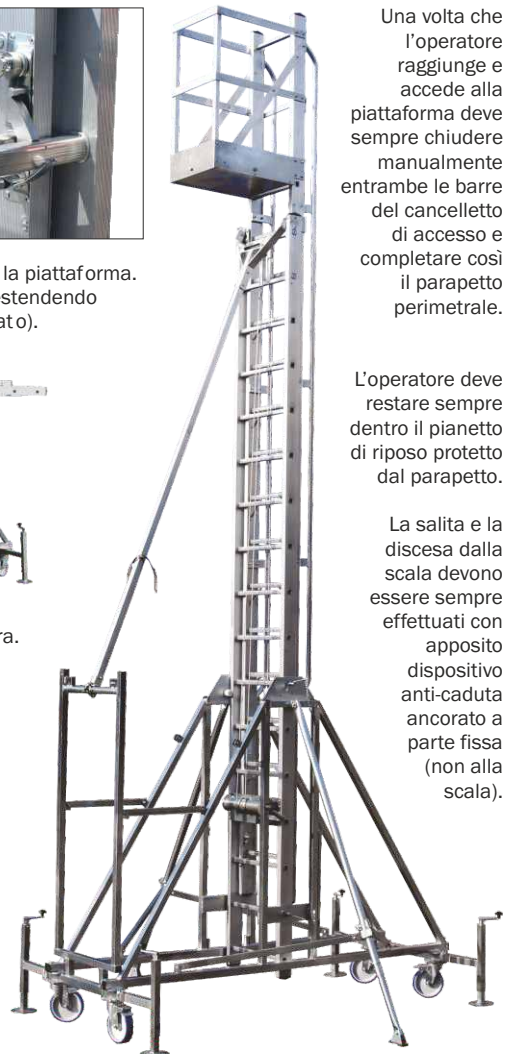 la piattaforma.
estendendo
ato).
ra.
Una volta che
l'operatore
raggiunge e
accede alla
piattaforma deve
sempre chiudere
manualmente
entrambe le barre
del cancelletto
di accesso e
completare così
il parapetto
perimetrale.
L'operatore deve
restare sempre
dentro il pianetto
di riposo protetto
dal parapetto.
La salita e la
discesa dalla
scala devono
essere sempre
effettuati con
apposito
dispositivo
anti-caduta
ancorato a
parte fissa
(non alla
scala).